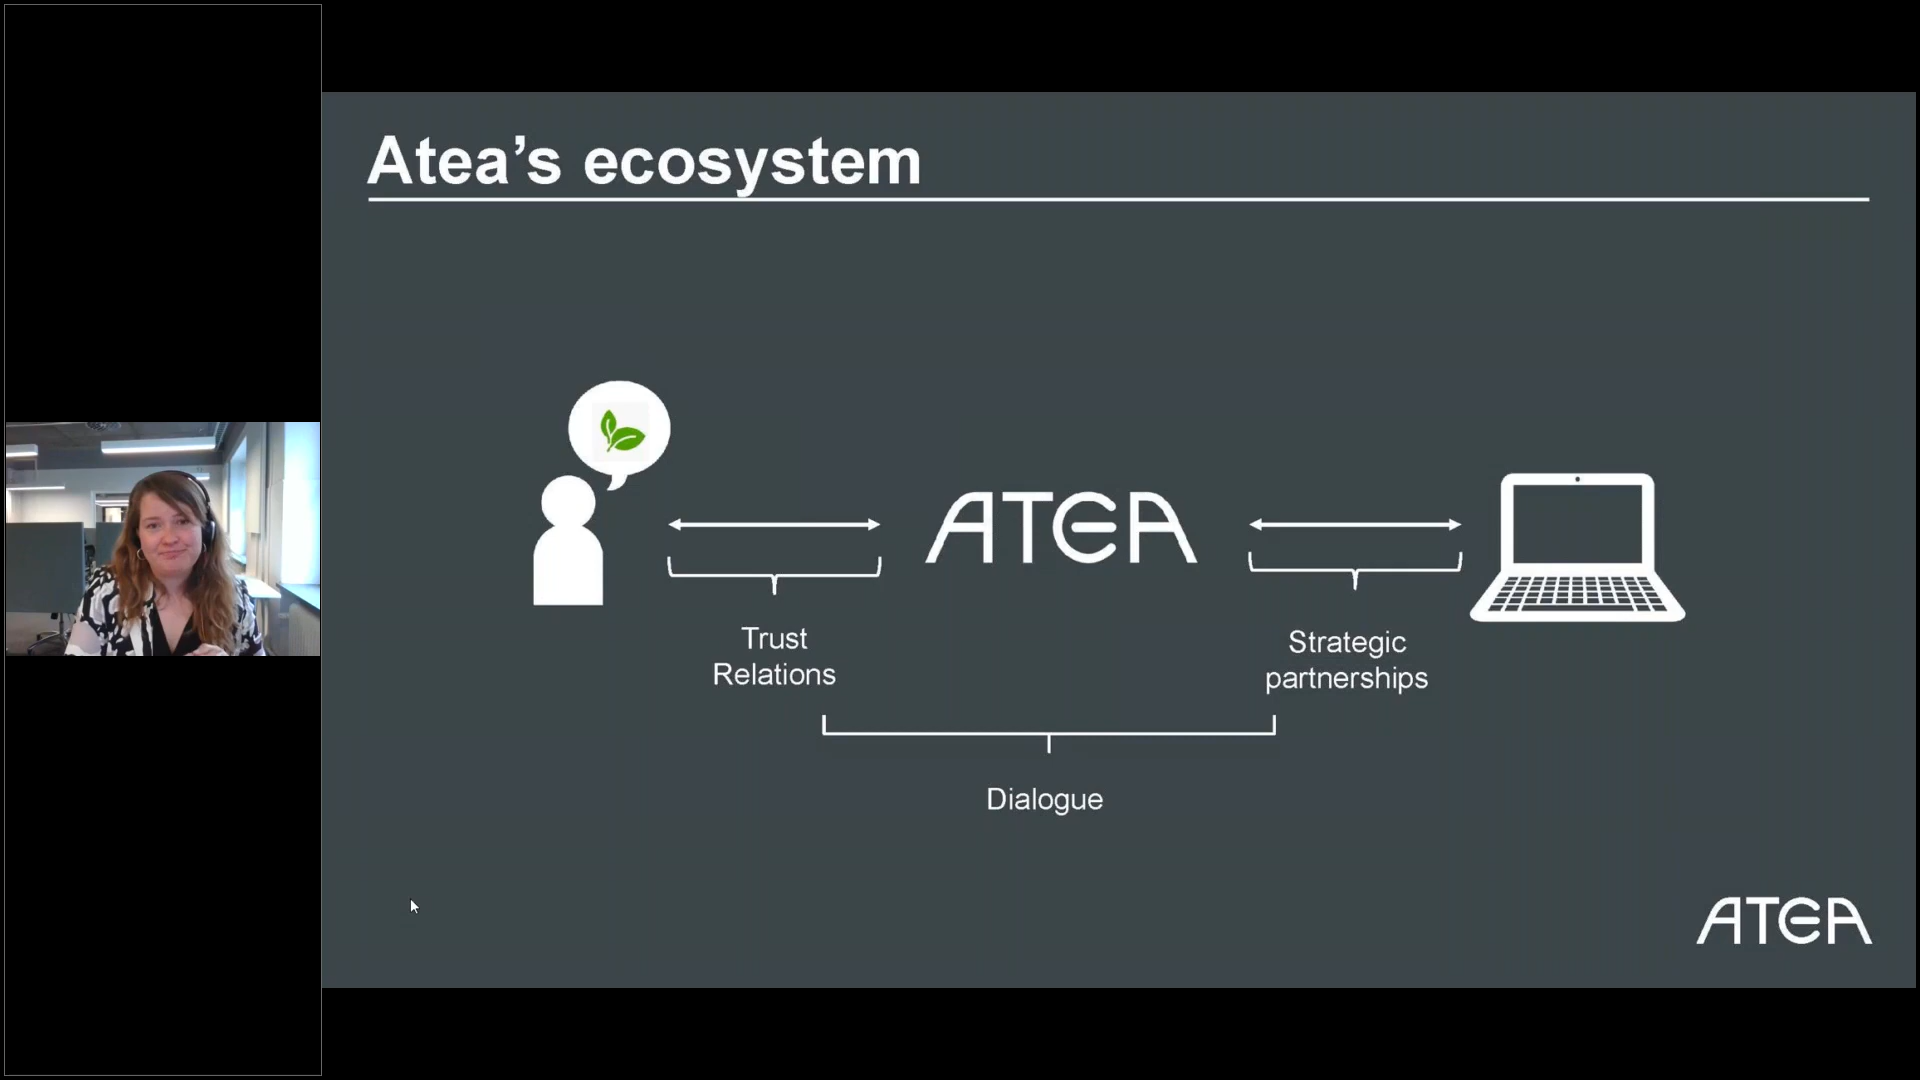 Atea's ecosystem
ATEA
Trust
Relations
Strategic
partnerships
Dialogue
ATEA